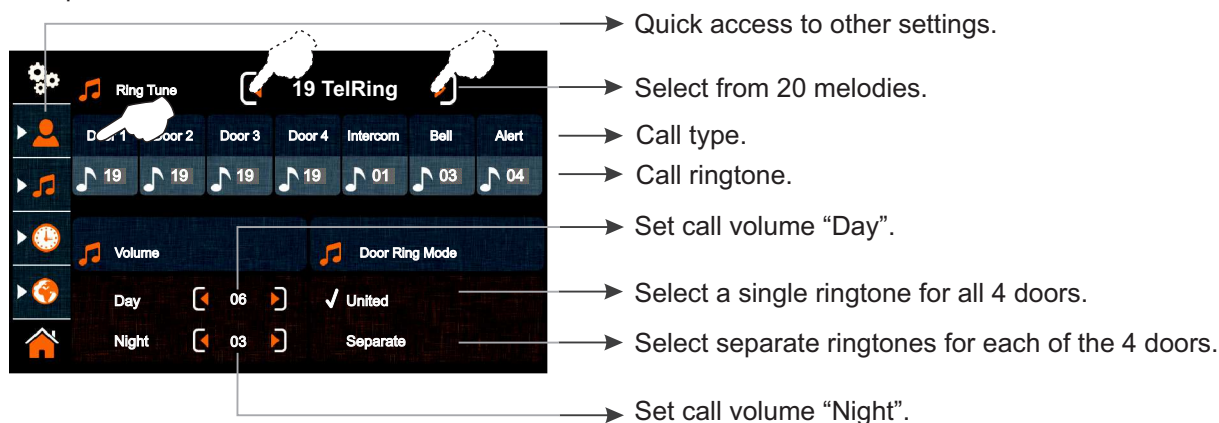 Quick access to other settings.
Ring Tune
19 TelRing
Select from 20 melodies.
Door 1
Door 2
Door 3
Door 4
Intercom
Bell
Alert
Call type.
19
19
19
19
01
03
04
Call ringtone.
Set call volume “Day”.
Volume
Door Ring Mode
Day
06
United
Select a single ringtone for all 4 doors.
Night
03
Separate
Select separate ringtones for each of the 4 doors.
Set call volume “Night”.